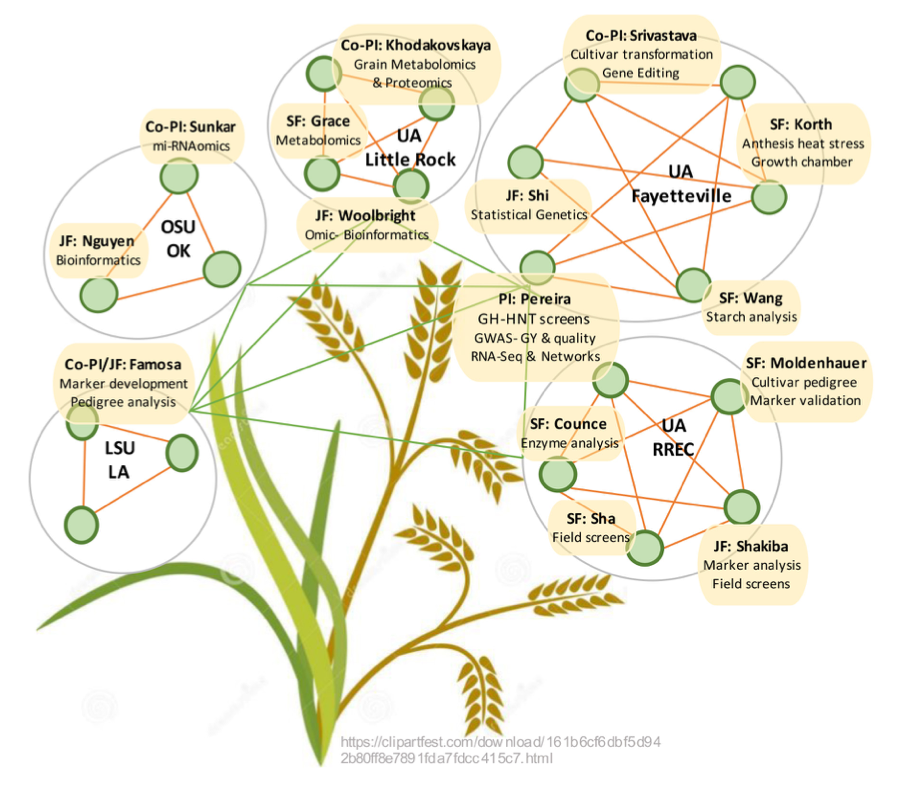 Co-PI: Khodakovskaya
Grain Metabolomics
& Proteomics
SF: Grace
Metabolomics
UA
Little Rock
JF: Woolbright
Omic- Bioinformatics
Co-PI: Srivastava
Cultivar transformation
Gene Editing
SF: Korth
Anthesis heat stress
Growth chamber
UA
Fayetteville
JF: Shi
Statistical Genetics
SF: Wang
Starch analysis
PI: Pereira
GH-HNT screens
GWAS- GY & quality
RNA-Seq & Networks
Co-PI: Sunkar
mi-RNAomics
OSU
OK
JF: Nguyen
Bioinformatics
Co-PI/JF: Famosa
Marker development
Pedigree analysis
LSU
LA
SF: Moldenhauer
Cultivar pedigree
Marker validation
SF: Counce
Enzyme analysis
UA
RREC
SF: Sha
Field screens
JF: Shakiba
Marker analysis
Field screens
https://clipartfest.com/download/161b6cf6dbf5d94
2b80ff8e7891fda7fdcc415c7.html